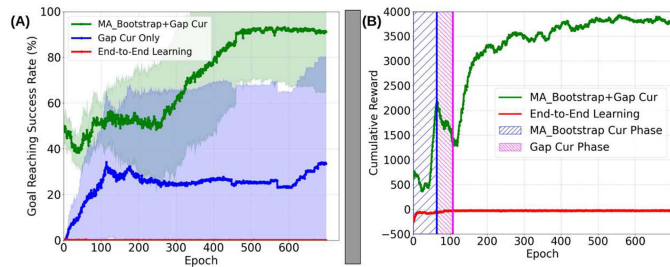 (A)
100
80
60
40
20
0
Goal Reaching Success Rate (%)
MA_Bootstrap+Gap Cur
Gap Cur Only
End-to-End Learning
0 100 200 300 400 500 600
Epoch
(B)
4000
3500
3000
2500
2000
1500
1000
500
0
−500
Cumulative Reward
MA_Bootstrap+Gap Cur
End-to-End Learning
MA_Bootstrap Cur Phase
Gap Cur Phase
0 100 200 300 400 500 600
Epoch